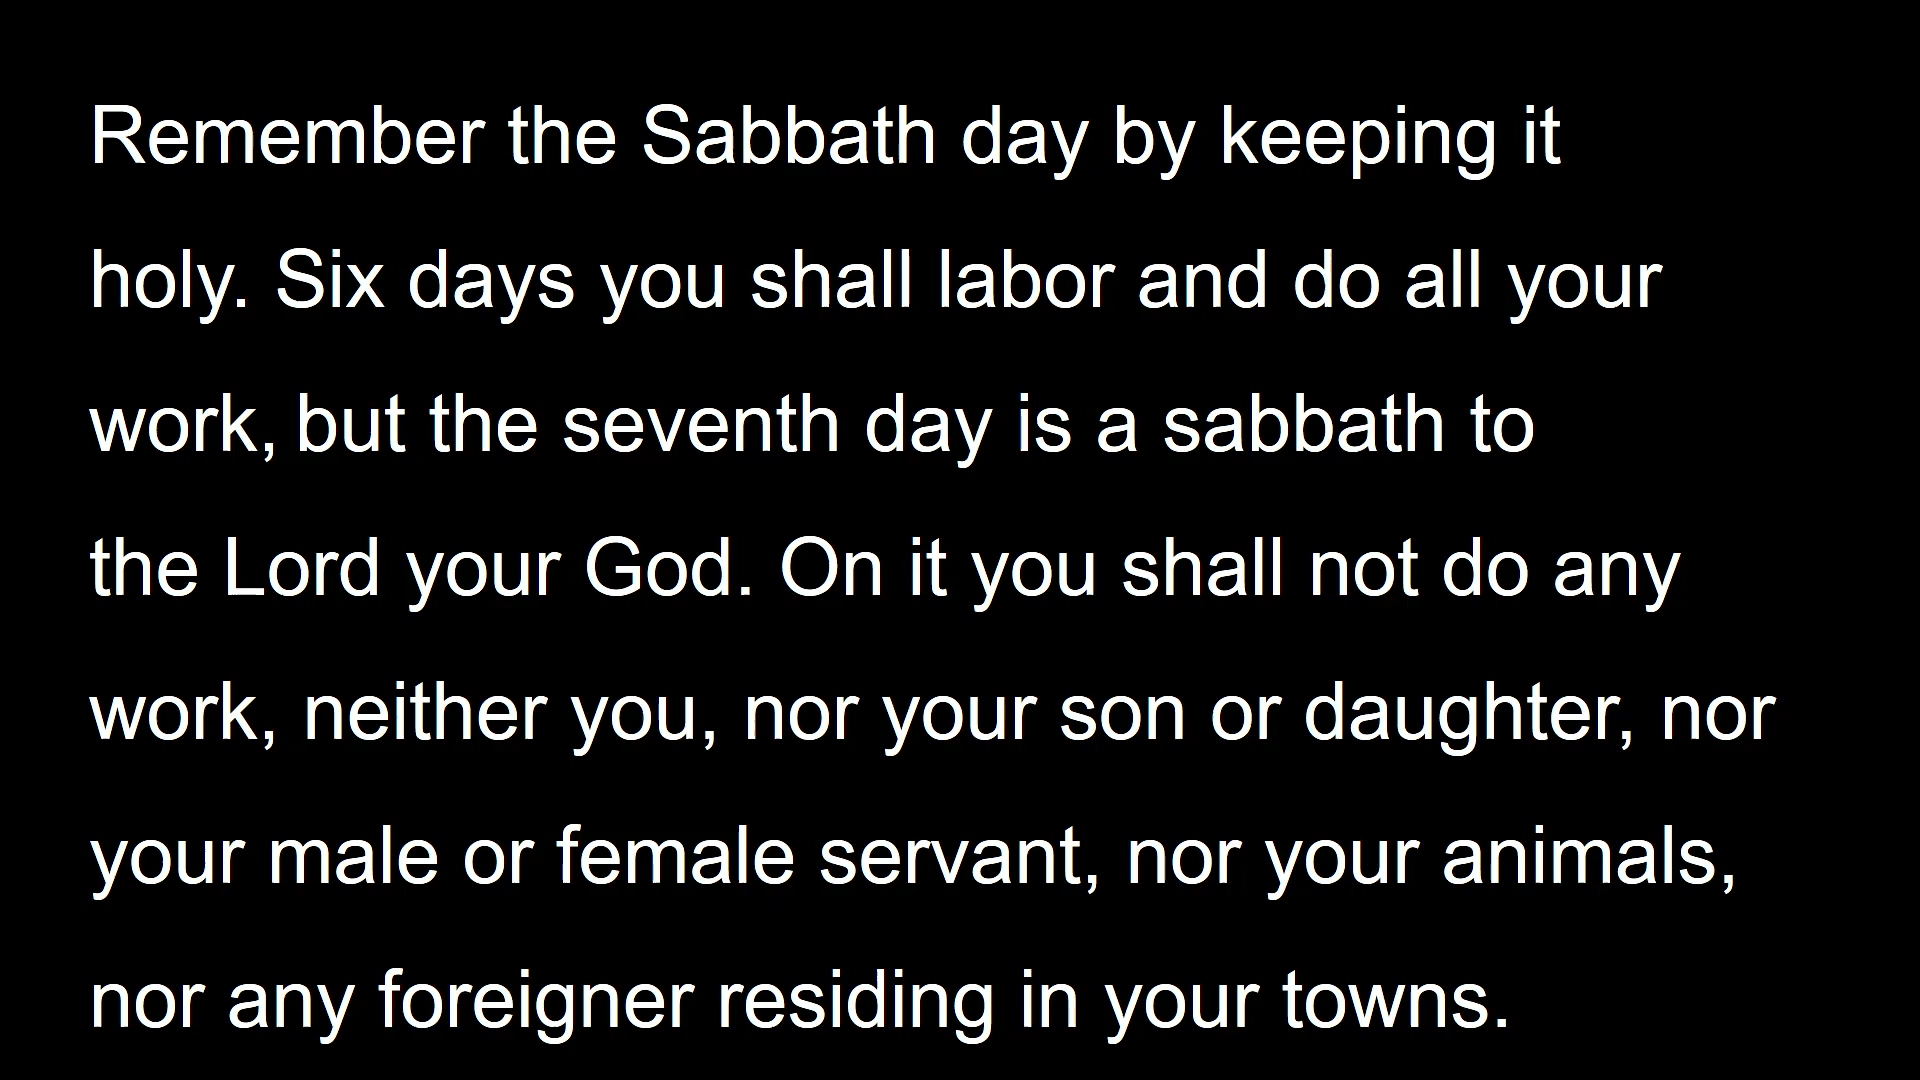 Remember the Sabbath day by keeping it
holy. Six days you shall labor and do all your
work, but the seventh day is a sabbath to
the Lord your God. On it you shall not do any
work, neither you, nor your son or daughter, nor
your male or female servant, nor your animals,
nor any foreigner residing in your towns.